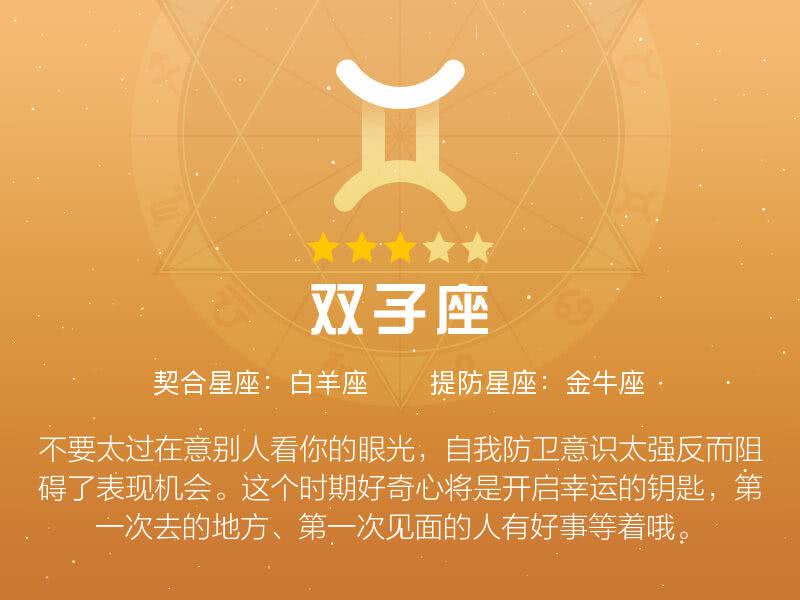 双子座
契合星座：白羊座 提防星座：金牛座
不要太过在意别人看你的眼光，自我防卫意识太强反而阻
碍了表现机会。这个时期好奇心将是开启幸运的钥匙，第
一次去的地方、第一次见面的人有好事等着哦。